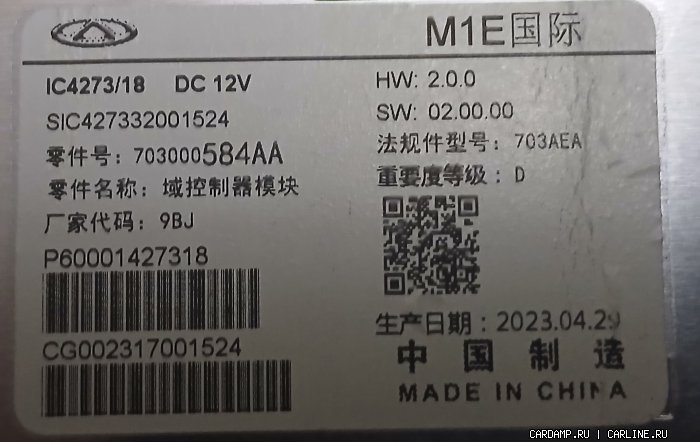 M1E国际
IC4273/18 DC 12V
SIC427332001524
零件号: 703000584AA
零件名称: 域控制器模块
厂家代码: 9BJ
P60001427318
CG002317001524
HW: 2.0.0
SW: 02.00.00
法规件型号: 703AEA
重要度等级: D
生产日期: 2023.04.29
中国制造
MADE IN CHINA
CARDAMP.RU | CARLINE.RU